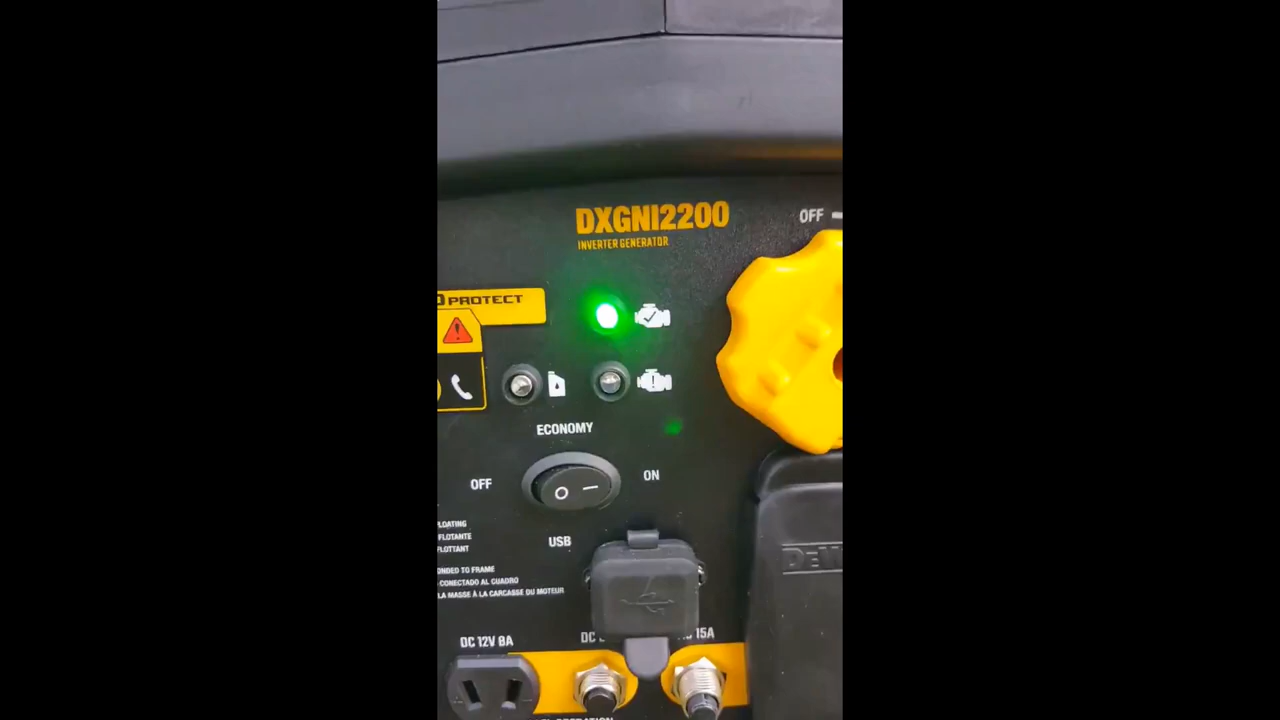 DXGNI2200
INVERTER GENERATOR
OFF
PROTECT
ECONOMY
OFF
ON
USB
DC 12V 8A
DC
15A
ONDED TO FRAME
CONECTADO AL CUADRO
LA MASSE À LA CARCASSE DU MOTEUR
LOATING
FLOTANTE
FLOTTANT